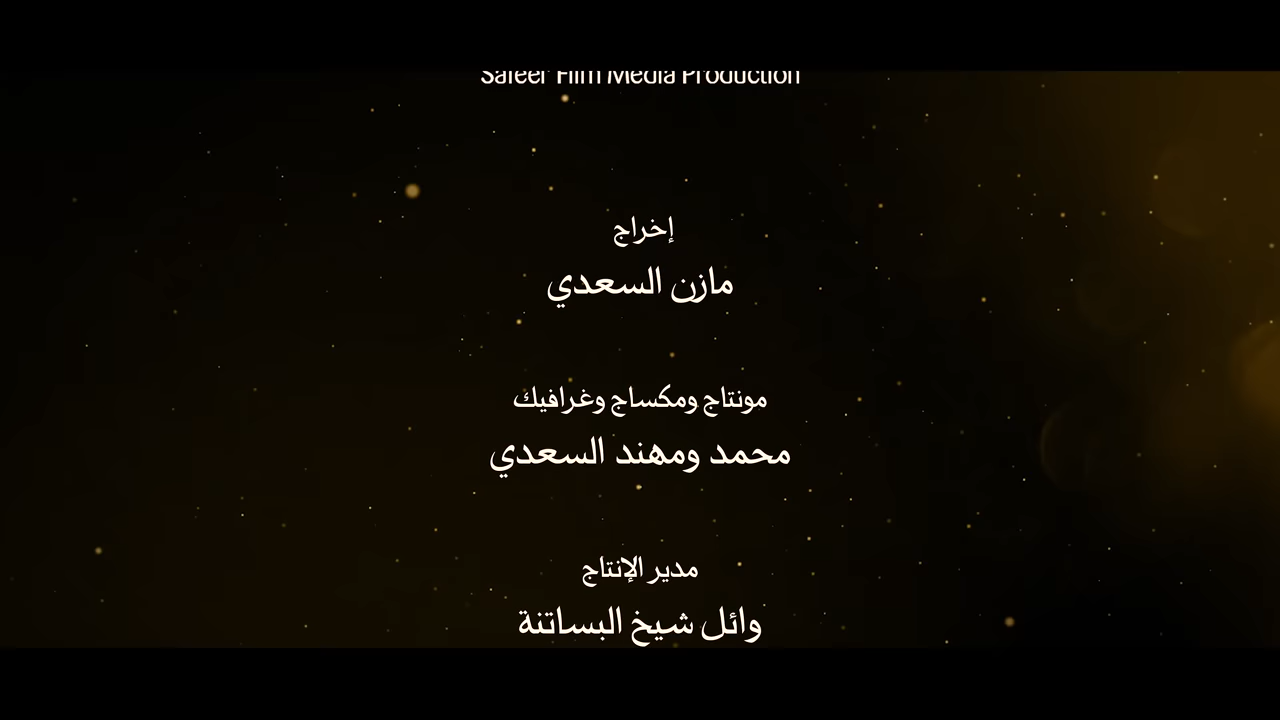 Safeer Film Media Production
إخراج
مازن السعدي
مونتاج ومكساج وغرافيك
محمد ومهند السعدي
مدير الإنتاج
وائل شيخ البساتنة